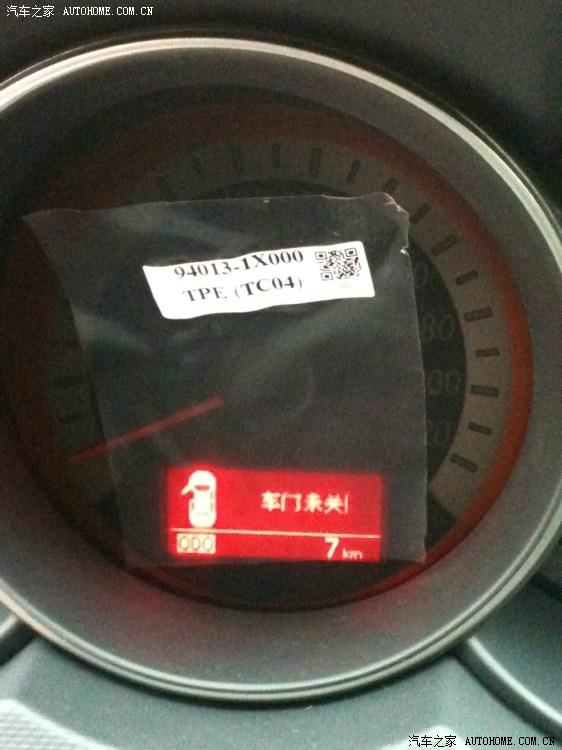 汽车之家 AUTOHOME.COM.CN
94013-1X000
TPE (TC04)
车门未关!
000
7 km
汽车之家 AUTOHOME.COM.CN